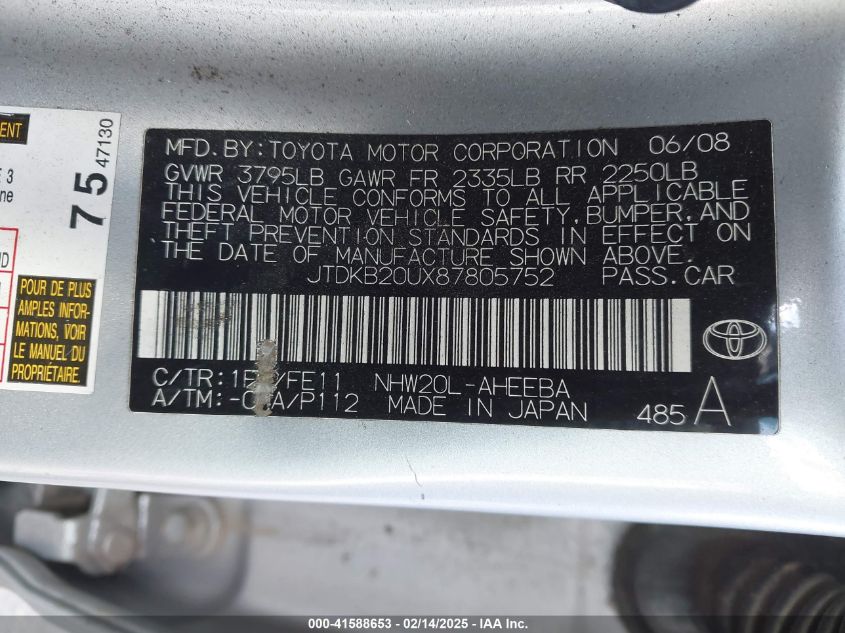 MFD. BY: TOYOTA MOTOR CORPORATION 06/08
GVWR 3795LB GAWR FR 2335LB RR 2250LB
THIS VEHICLE CONFORMS TO ALL APPLICABLE
FEDERAL MOTOR VEHICLE SAFETY, BUMPER, AND
THEFT PREVENTION STANDARDS IN EFFECT ON
THE DATE OF MANUFACTURE SHOWN ABOVE.
JTDKB20UX87805752 PASS. CAR
C/TR: /FE11 NHW20L-AHEEBA
A/TM: A/P112 MADE IN JAPAN 485 A
75 47130
POUR DE PLUS
AMPLES INFOR-
MATIONS, VOIR
LE MANUEL DU
PROPRIÉTAIRE.
000-41588653 - 02/14/2025 - © IAA Holdings, LLC